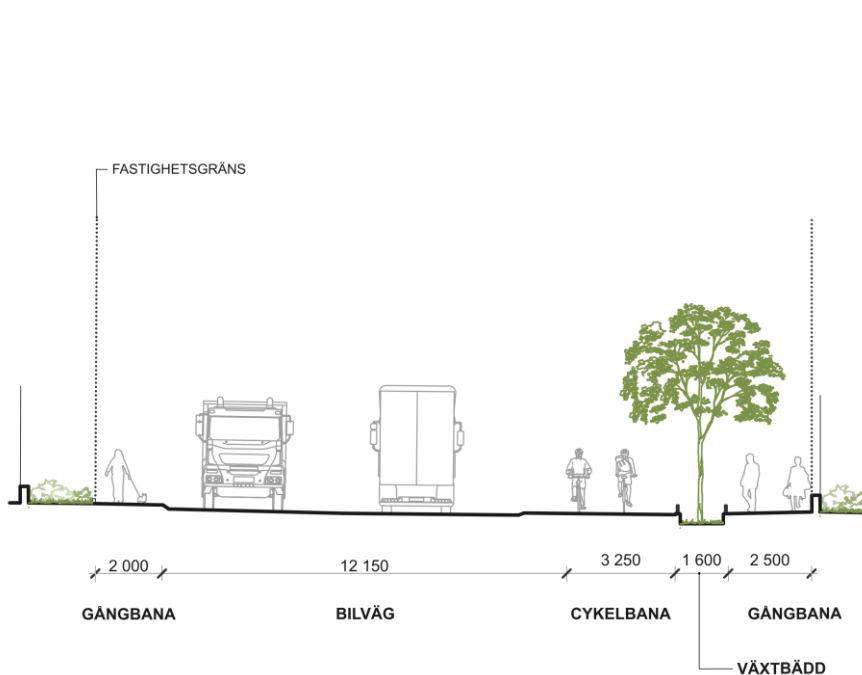 FASTIGHETSGRÄNS
2 000 12 150 3 250 1 600 2 500
GÅNGBANA BILVÄG CYKELBANA GÅNGBANA
VÄXTBÄDD